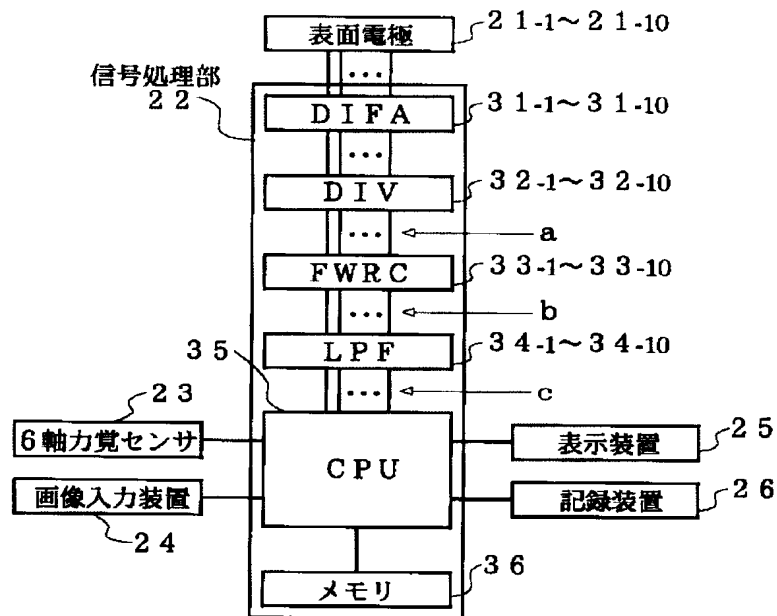 表面電極 21-1〜21-10
信号処理部
22
…
DIFA 31-1〜31-10
…
DIV 32-1〜32-10
… a
FWRC 33-1〜33-10
… b
LPF 34-1〜34-10
35
… c
23
6軸力覚センサ
CPU
表示装置 25
画像入力装置
24
記録装置 26
メモリ 36